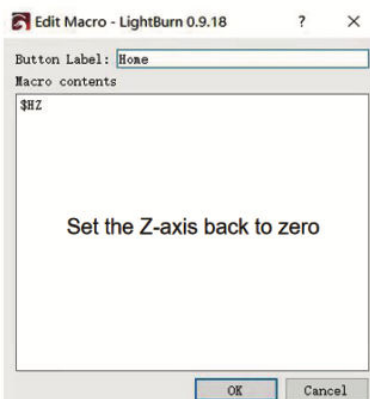 Edit Macro - LightBurn 0.9.18 ? ×
Button Label: Home
Macro contents
$HZ
Set the Z-axis back to zero
OK Cancel